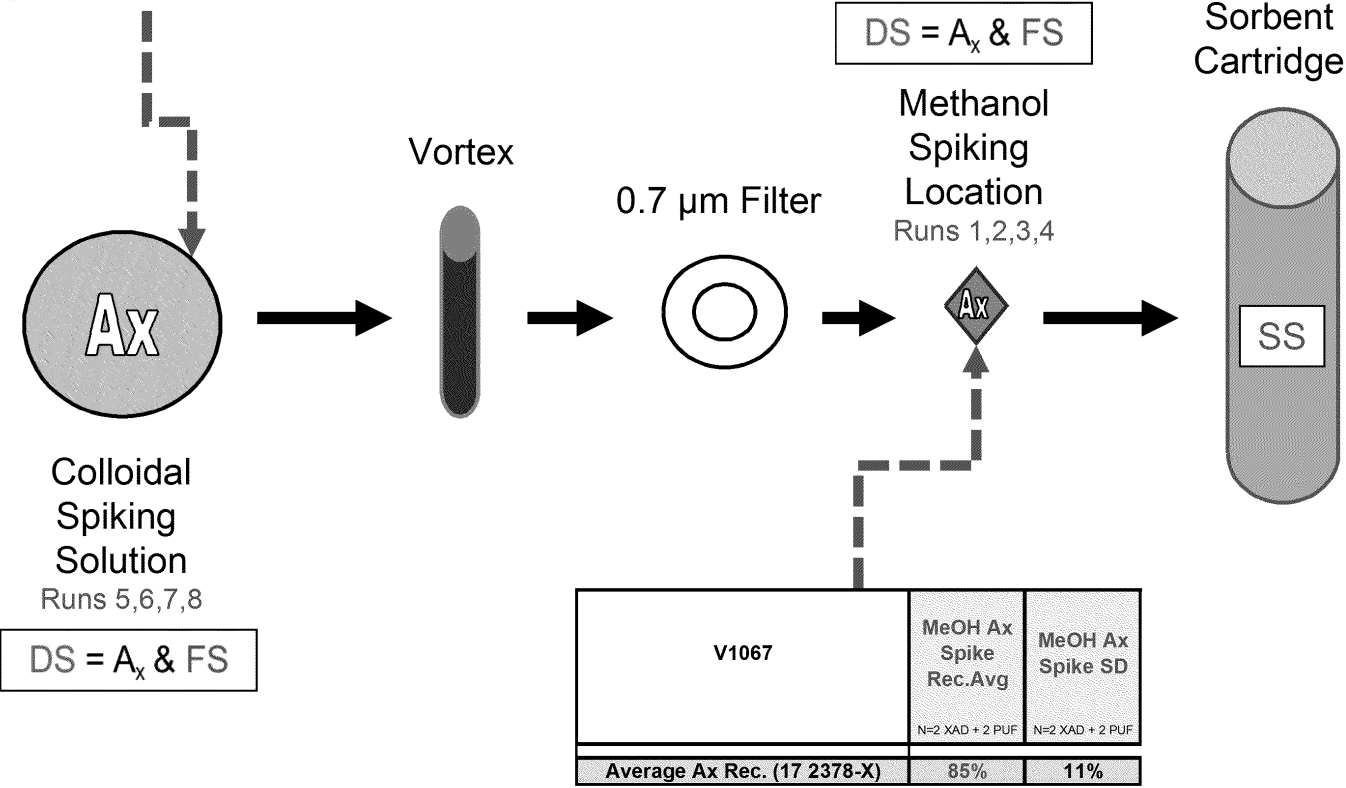 DS = Ax & FS
Methanol
Spiking
Location
Runs 1,2,3,4
Sorbent
Cartridge
Vortex
0.7 µm Filter
Ax
Ax
SS
Colloidal
Spiking
Solution
Runs 5,6,7,8
DS = Ax & FS
V1067
MeOH Ax
Spike
Rec.Avg
N=2 XAD + 2 PUF
MeOH Ax
Spike SD
N=2 XAD + 2 PUF
Average Ax Rec. (17 2378-X) 85% 11%